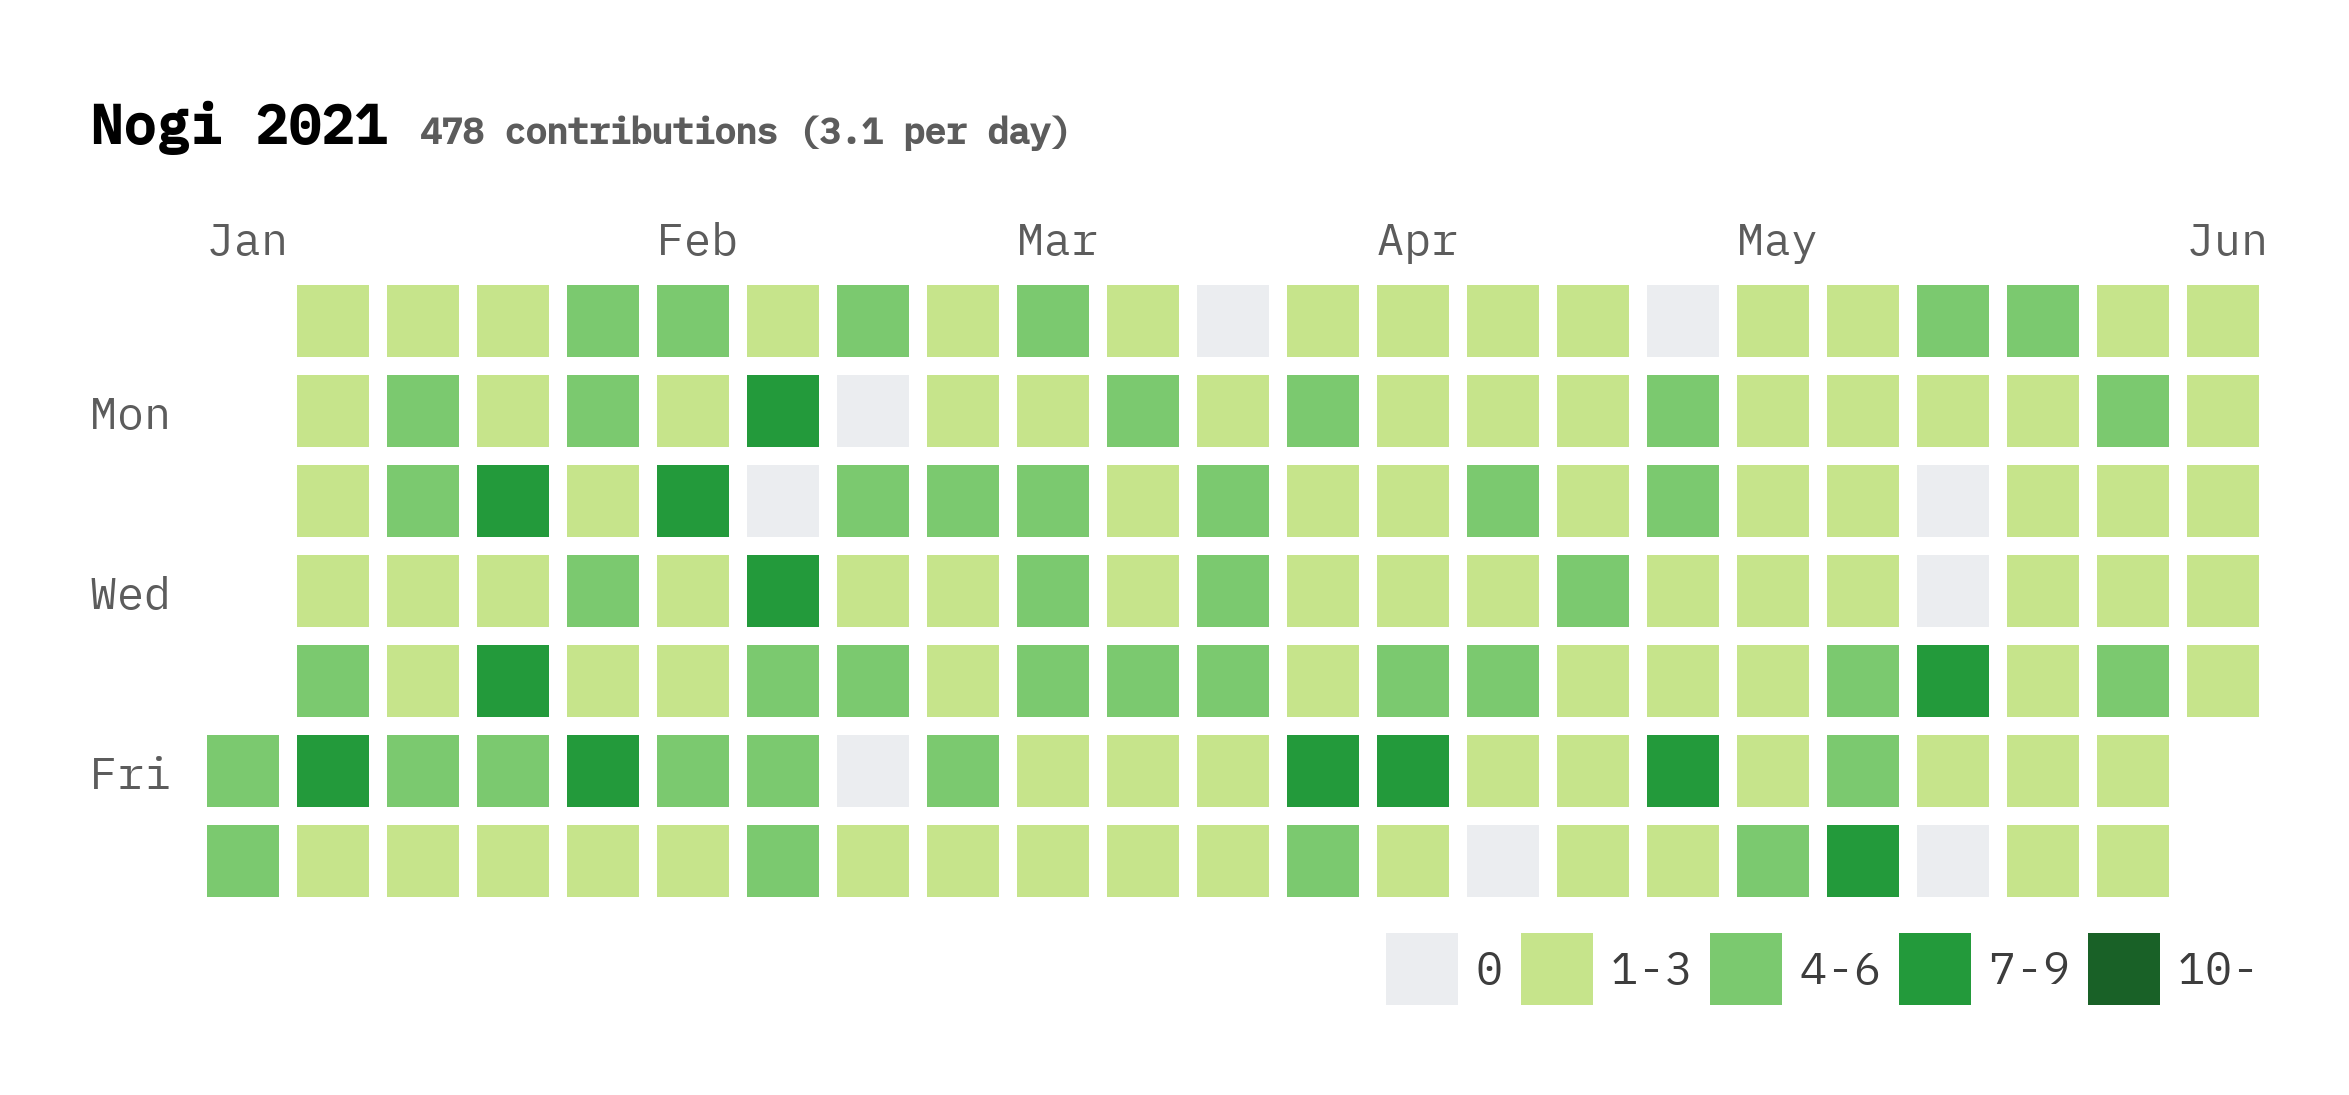 Nogi 2021 478 contributions (3.1 per day)
Jan Feb Mar Apr May Jun
Mon
Wed
Fri
0 1-3 4-6 7-9 10-